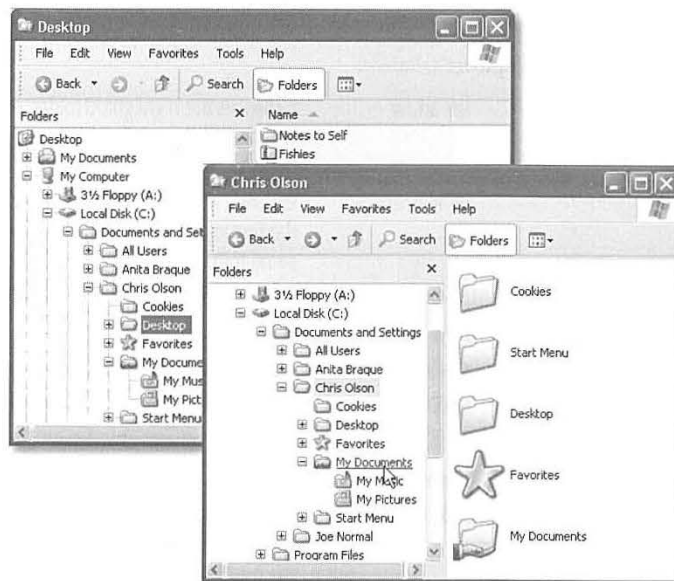 Desktop
File Edit View Favorites Tools Help
Back Search Folders
Folders × Name
Desktop
My Documents
My Computer
3½ Floppy (A:)
Local Disk (C:)
Documents and Set
All Users
Anita Braque
Chris Olson
Cookies
Desktop
Favorites
My Docume
My Mus
My Pict
Start Menu
Notes to Self
Fishies
Chris Olson
File Edit View Favorites Tools Help
Back Search Folders
Folders ×
3½ Floppy (A:)
Local Disk (C:)
Documents and Settings
All Users
Anita Braque
Chris Olson
Cookies
Desktop
Favorites
My Documents
My Music
My Pictures
Start Menu
Joe Normal
Program Files
Cookies
Start Menu
Desktop
Favorites
My Documents